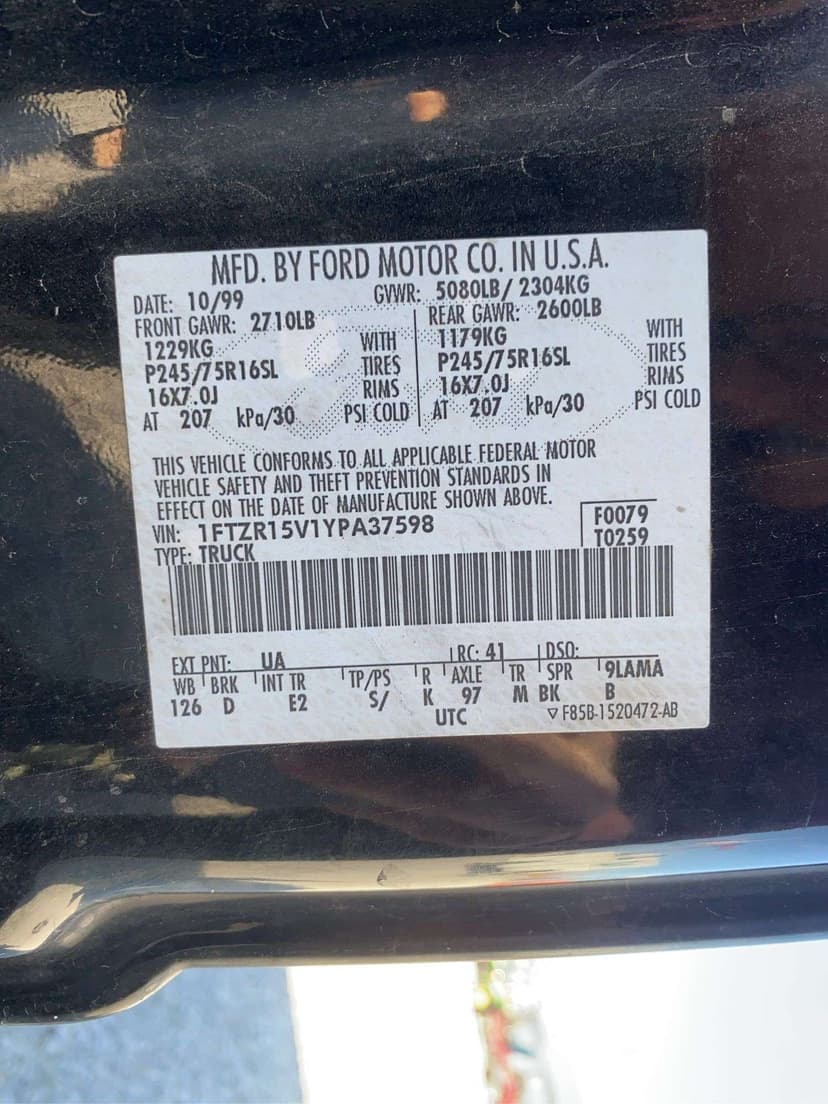 MFD. BY FORD MOTOR CO. IN U.S.A.
DATE: 10/99 GVWR: 5080LB/ 2304KG
FRONT GAWR: 2710LB REAR GAWR: 2600LB
1229KG WITH 1179KG WITH
P245/75R16SL TIRES P245/75R16SL TIRES
16X7.0J RIMS 16X7.0J RIMS
AT 207 kPa/30 PSI COLD AT 207 kPa/30 PSI COLD
THIS VEHICLE CONFORMS TO ALL APPLICABLE FEDERAL MOTOR
VEHICLE SAFETY AND THEFT PREVENTION STANDARDS IN
EFFECT ON THE DATE OF MANUFACTURE SHOWN ABOVE.
VIN: 1FTZR15V1YPA37598 F0079
TYPE: TRUCK T0259
EXT PNT: UA RC: 41 DSO:
WB BRK INT TR TP/PS R AXLE TR SPR 9LAMA
126 D E2 S/ K 97 M BK B
UTC ▽ F85B-1520472-AB